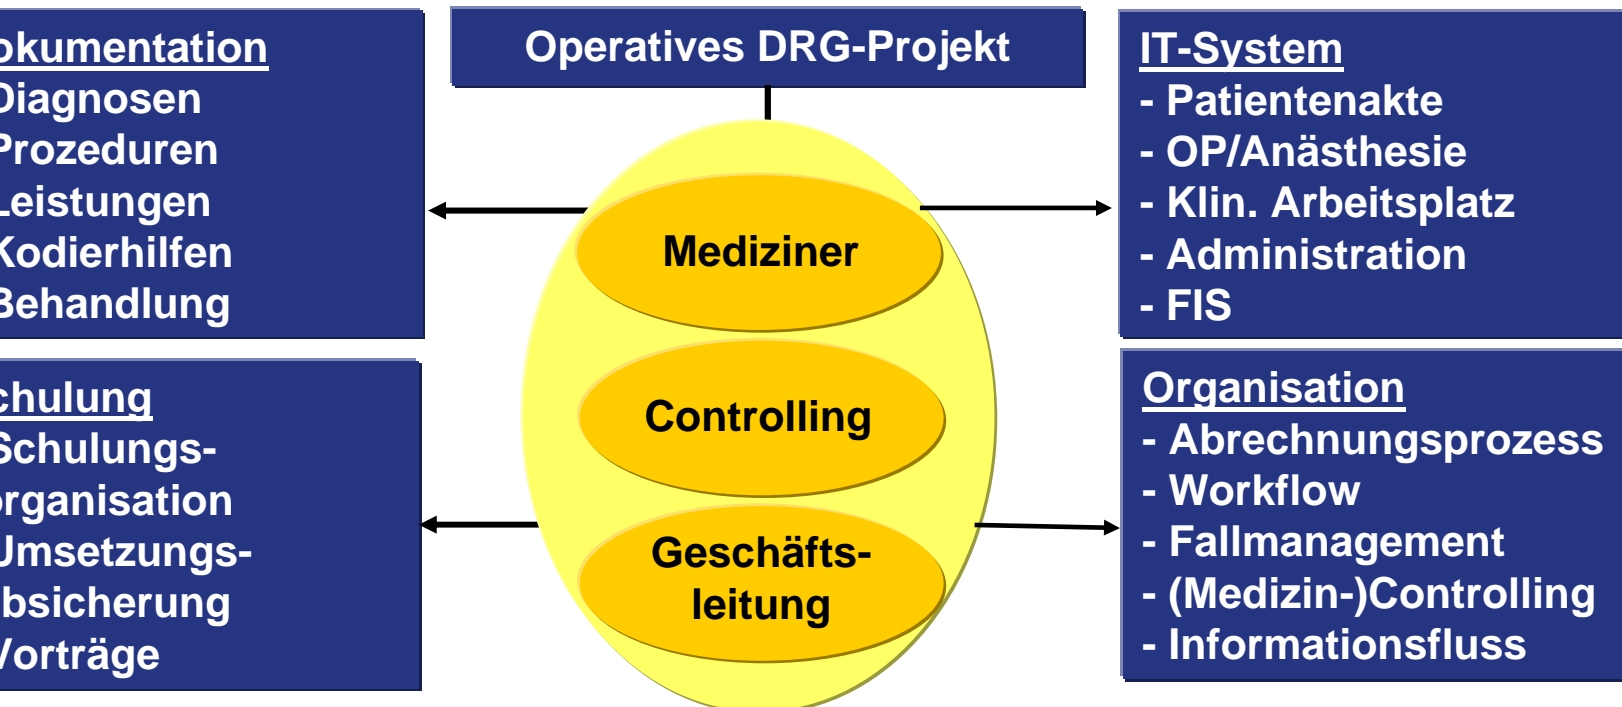 Operatives DRG-Projekt
okumentation
Diagnosen
Prozeduren
Leistungen
Kodierhilfen
Behandlung
chulung
Schulungs-
organisation
Umsetzungs-
bsicherung
Vorträge
Mediziner
Controlling
Geschäfts-
leitung
IT-System
- Patientenakte
- OP/Anästhesie
- Klin. Arbeitsplatz
- Administration
- FIS
Organisation
- Abrechnungsprozess
- Workflow
- Fallmanagement
- (Medizin-)Controlling
- Informationsfluss